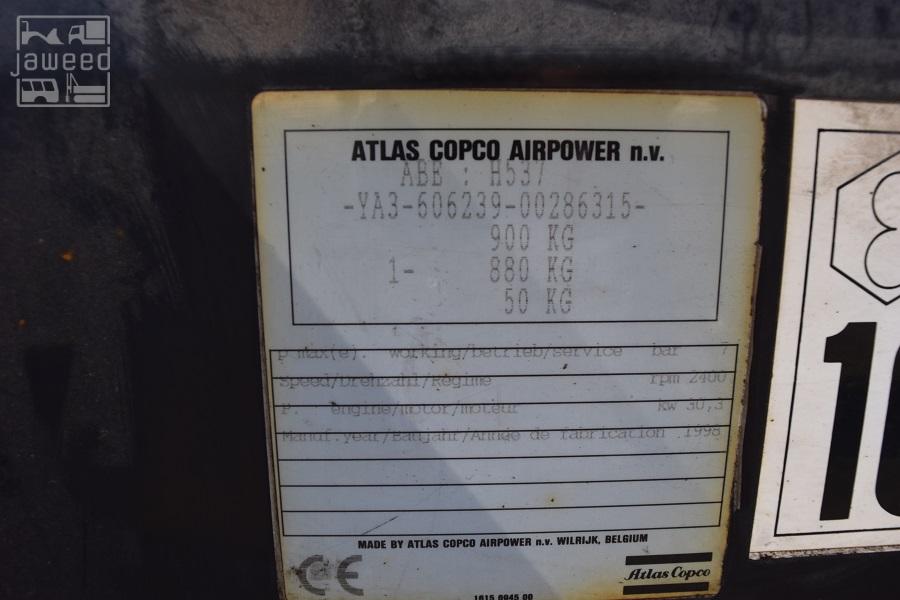 jaweed
ATLAS COPCO AIRPOWER n.v.
ABE : H537
-YA3-606239-00286315-
900 KG
1- 880 KG
50 KG
p max(e). working/betrieb/service bar 7
Speed/Drehzahl/Regime rpm 2400
P. engine/motor/moteur kW 30,3
Manuf.year/Baujahr/Année de fabrication 1998
MADE BY ATLAS COPCO AIRPOWER n.v. WILRIJK, BELGIUM
CE
Atlas Copco
1615 0945 00